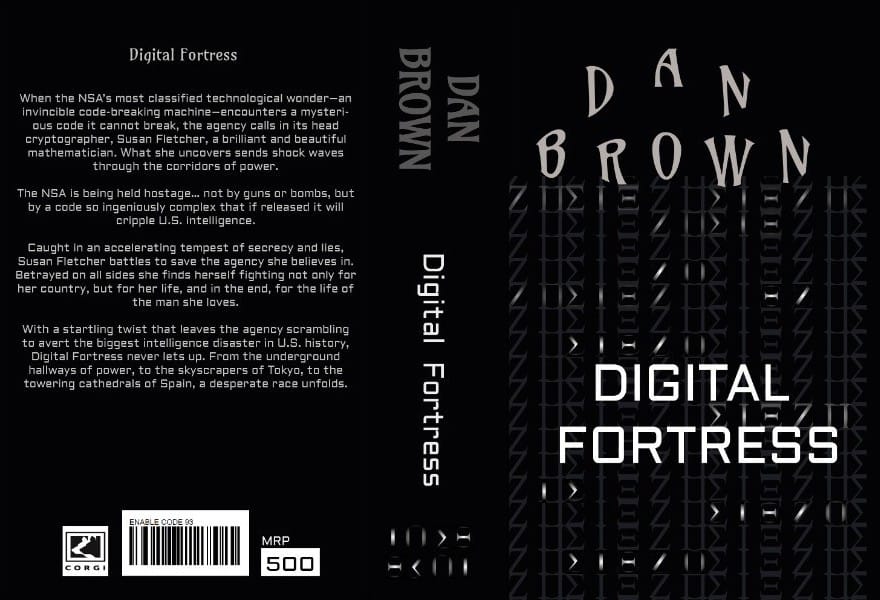 Digital Fortress
When the NSA's most classified technological wonder—an
invincible code-breaking machine—encounters a mysteri-
ous code it cannot break, the agency calls in its head
cryptographer, Susan Fletcher, a brilliant and beautiful
mathematician. What she uncovers sends shock waves
through the corridors of power.
The NSA is being held hostage... not by guns or bombs, but
by a code so ingeniously complex that if released it will
cripple U.S. intelligence.
Caught in an accelerating tempest of secrecy and lies,
Susan Fletcher battles to save the agency she believes in.
Betrayed on all sides she finds herself fighting not only for
her country, but for her life, and in the end, for the life of
the man she loves.
With a startling twist that leaves the agency scrambling
to avert the biggest intelligence disaster in U.S. history,
Digital Fortress never lets up. From the underground
hallways of power, to the skyscrapers of Tokyo, to the
towering cathedrals of Spain, a desperate race unfolds.
CORGI
ENABLE CODE 93
MRP
500
DAN
BROWN
Digital Fortress
DAN
BROWN
DIGITAL
FORTRESS